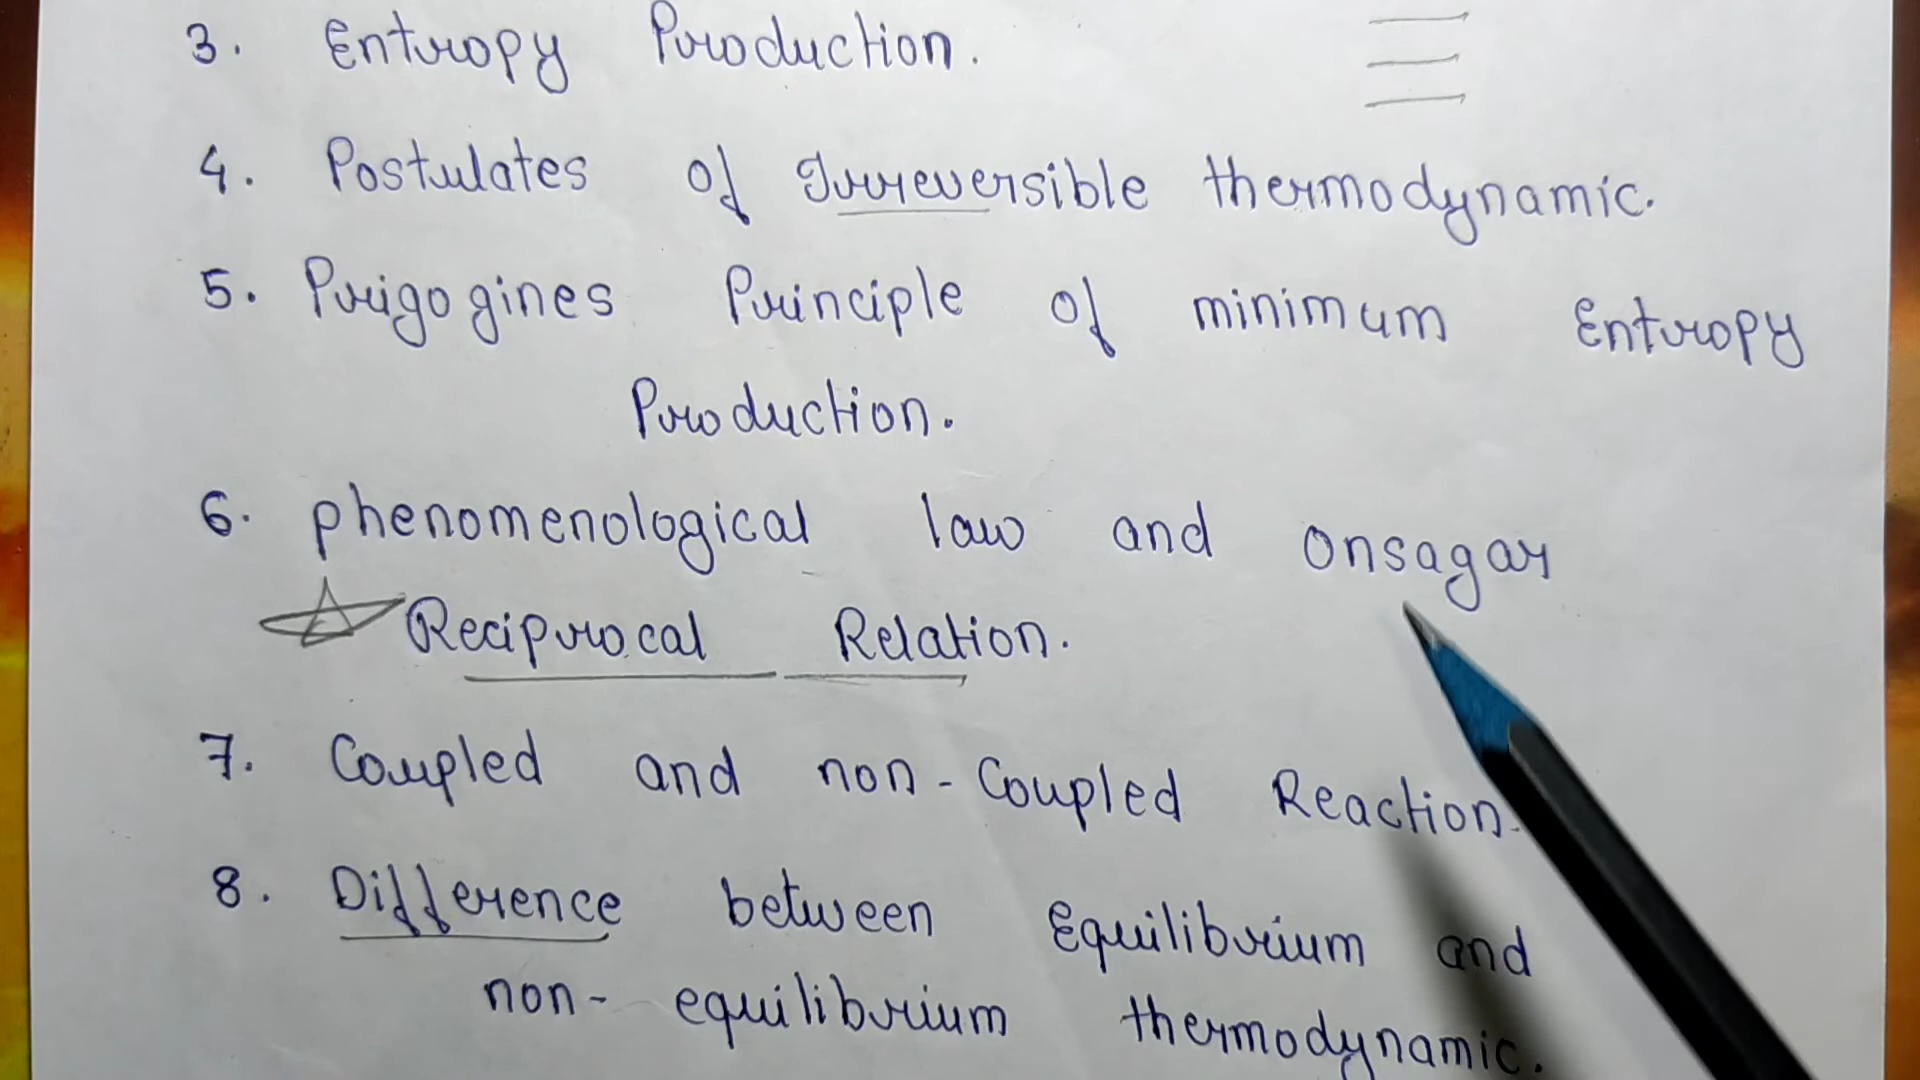 3. Entropy Production.
4. Postulates of Irreversible thermodynamic.
5. Prigogines Principle of minimum Entropy
Production.
6. phenomenological law and onsagar
Reciprocal Relation.
7. Coupled and non-Coupled Reaction.
8. Difference between Equilibrium and
non-equilibrium thermodynamic.